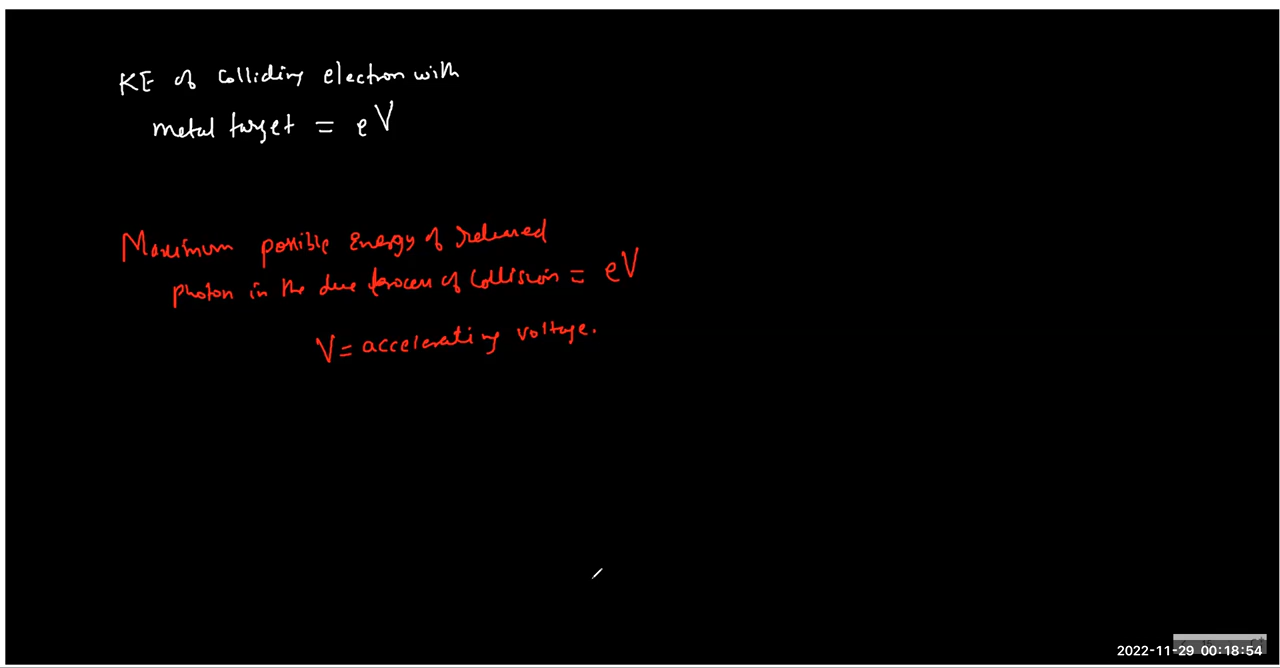 KE of colliding electron with
metal target = eV
Maximum possible energy of released
photon in the due process of collision = eV
V = accelerating voltage.
2022-11-29 00:18:54